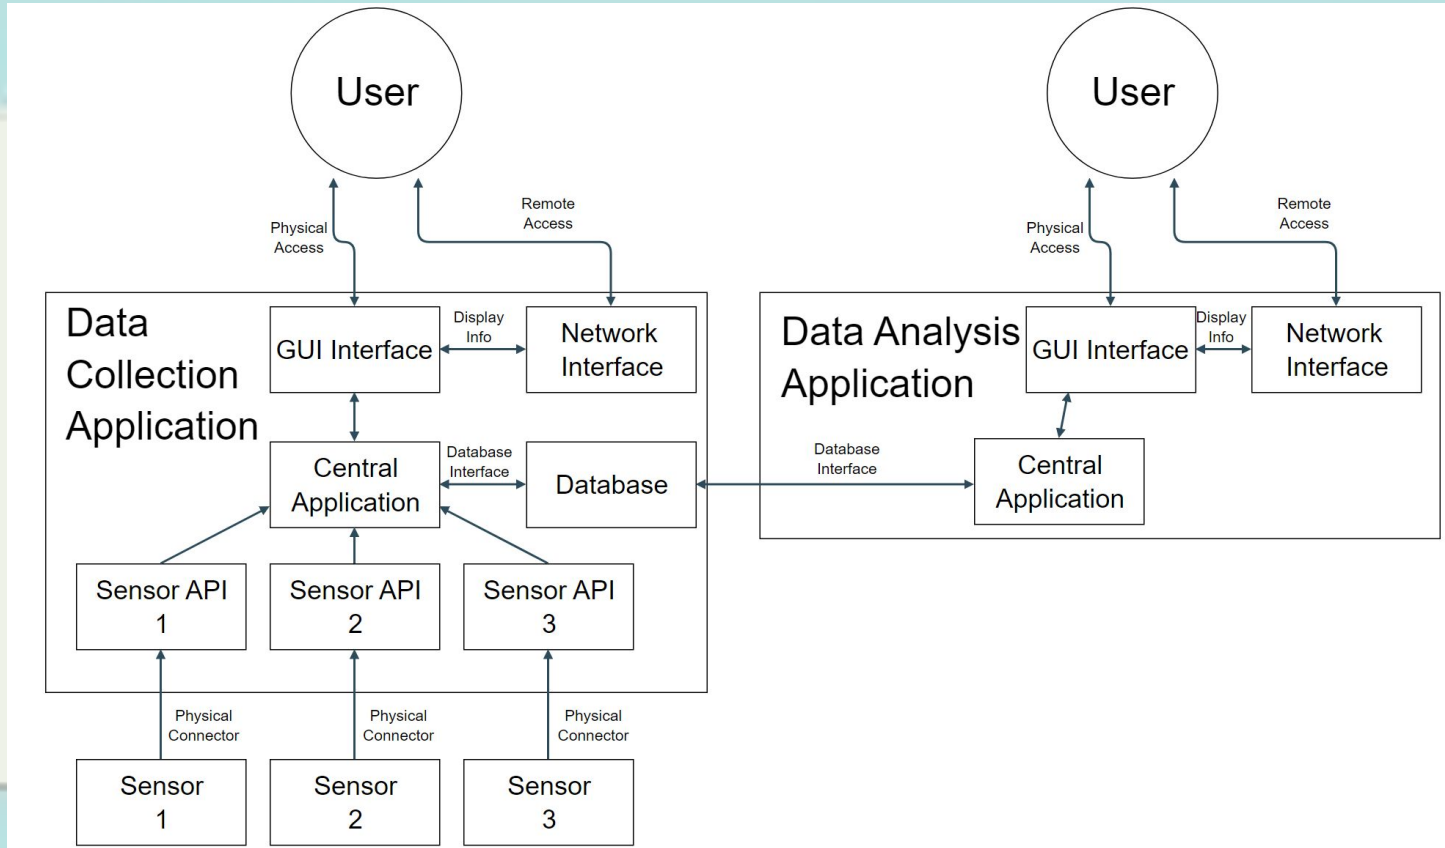 User
User
Physical
Access
Remote
Access
Physical
Access
Remote
Access
Data
Collection
Application
GUI Interface
Display
Info
Network
Interface
Central
Application
Database
Interface
Database
Sensor API
1
Sensor API
2
Sensor API
3
Physical
Connector
Physical
Connector
Physical
Connector
Sensor
1
Sensor
2
Sensor
3
Database
Interface
Data Analysis
Application
GUI Interface
Display
Info
Network
Interface
Central
Application